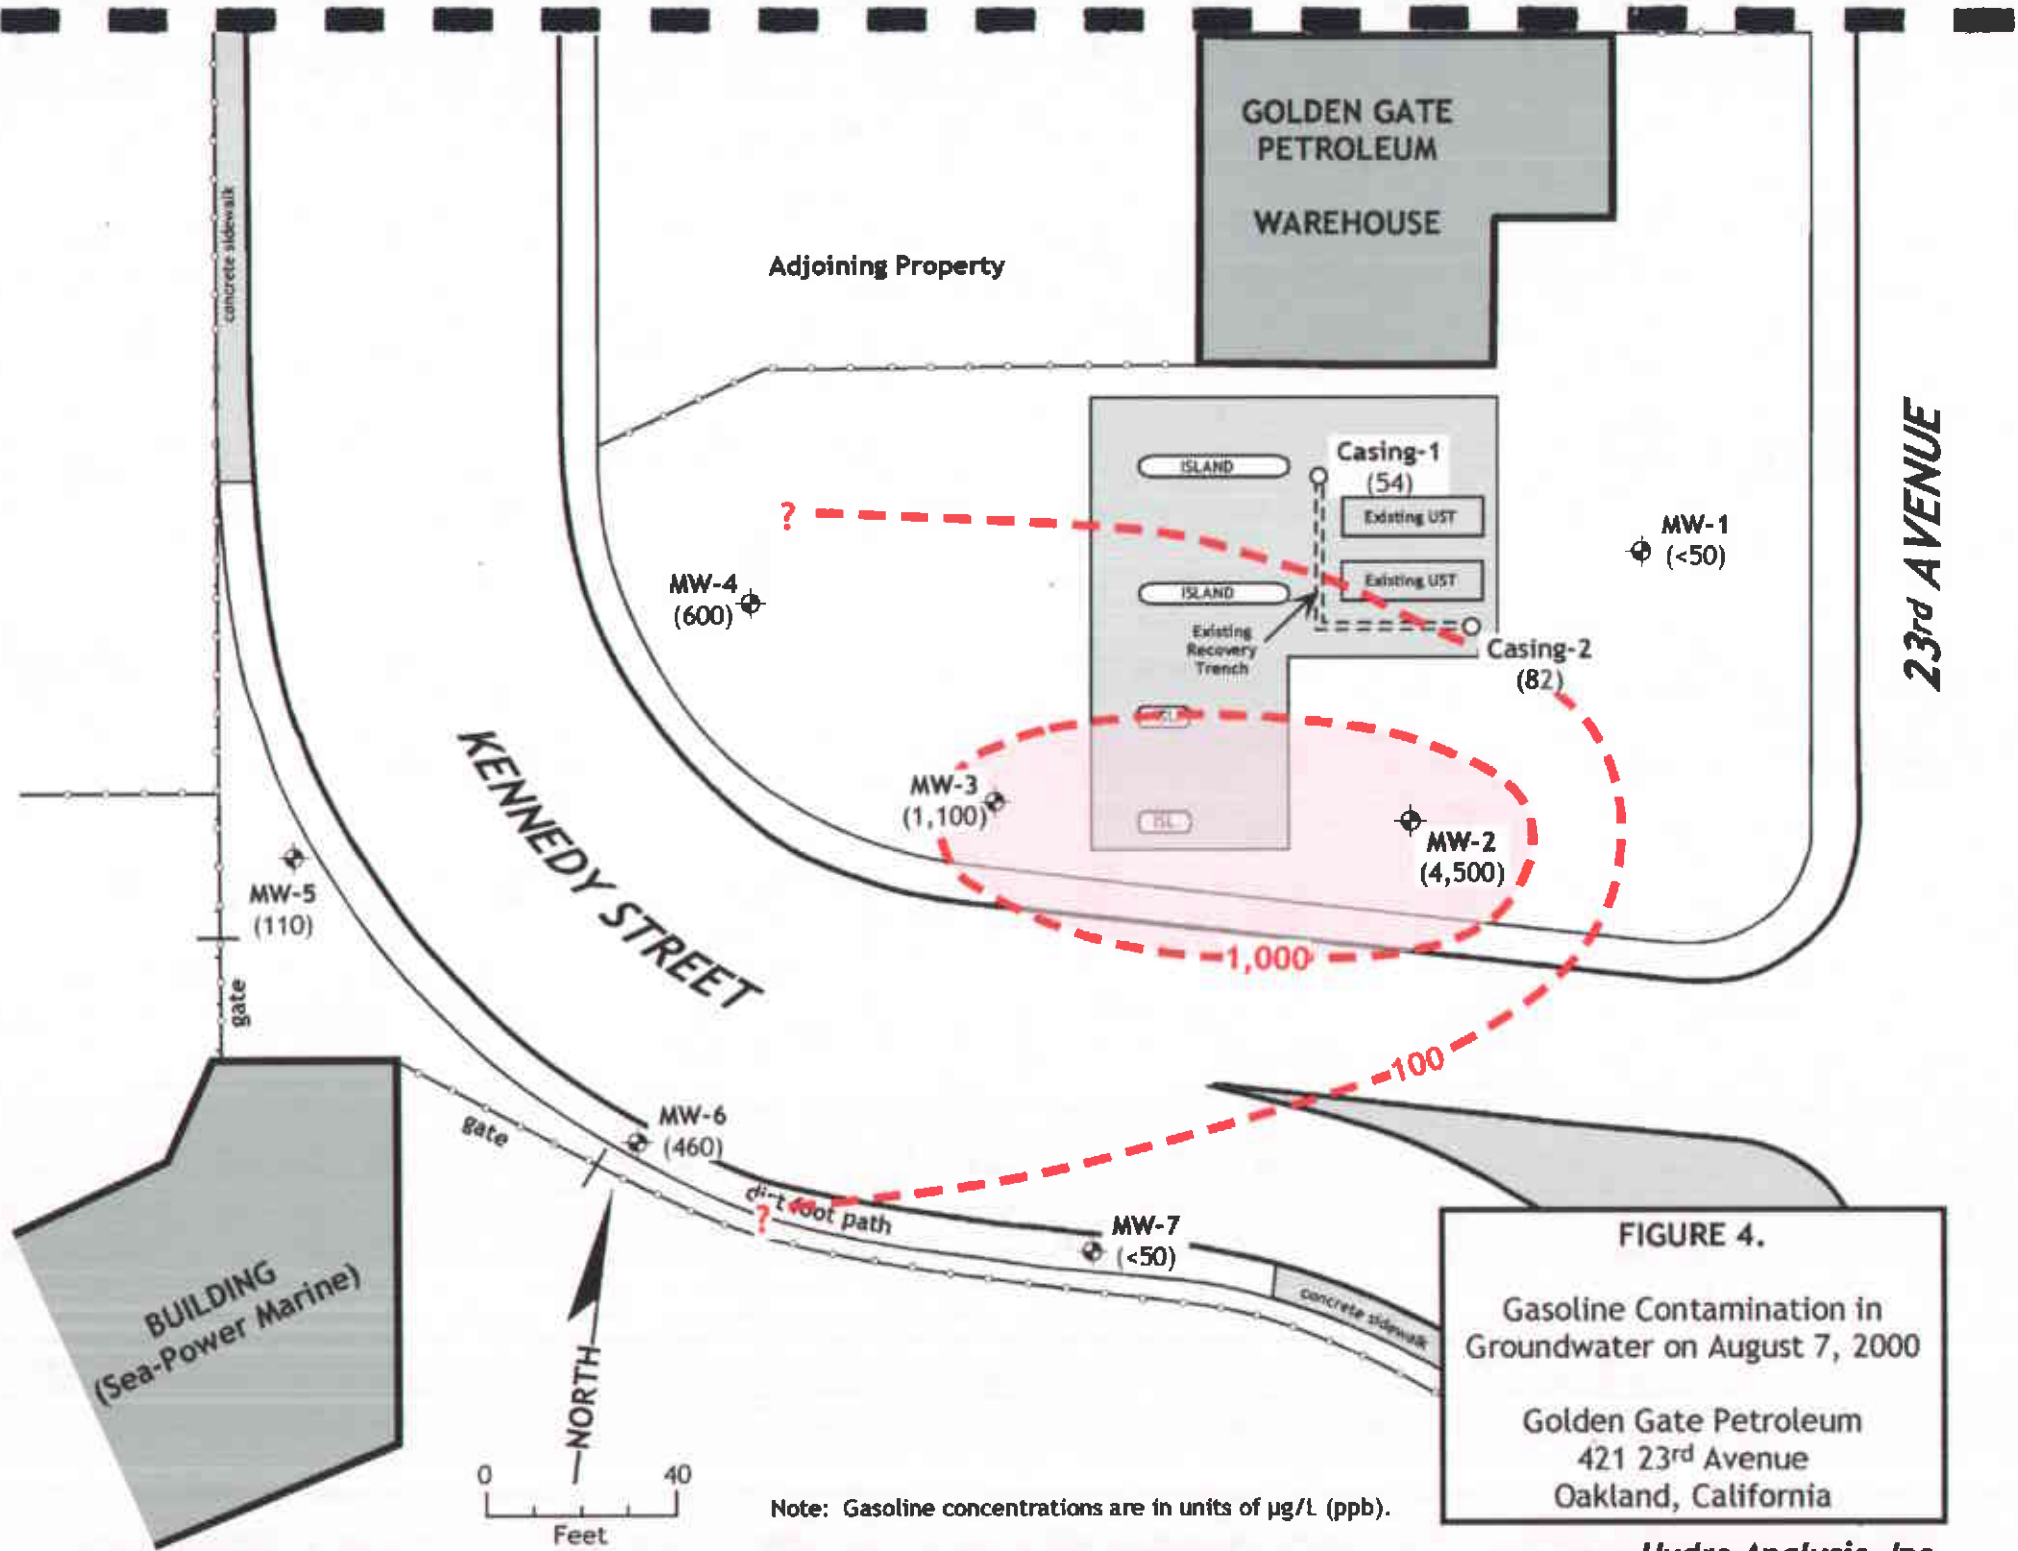 GOLDEN GATE
PETROLEUM
WAREHOUSE
concrete sidewalk
Adjoining Property
23rd AVENUE
ISLAND
Casing-1
(54)
Existing UST
MW-1
(<50)
?
MW-4
(600)
ISLAND
Existing UST
Existing
Recovery
Trench
Casing-2
(82)
KENNEDY STREET
MW-3
(1,100)
ISL
MW-2
(4,500)
MW-5
(110)
1,000
gate
100
gate
MW-6
(460)
dirt foot path
?
MW-7
(<50)
concrete sidewalk
BUILDING
(Sea-Power Marine)
NORTH
0 40
Feet
Note: Gasoline concentrations are in units of µg/L (ppb).
FIGURE 4.
Gasoline Contamination in
Groundwater on August 7, 2000
Golden Gate Petroleum
421 23rd Avenue
Oakland, California